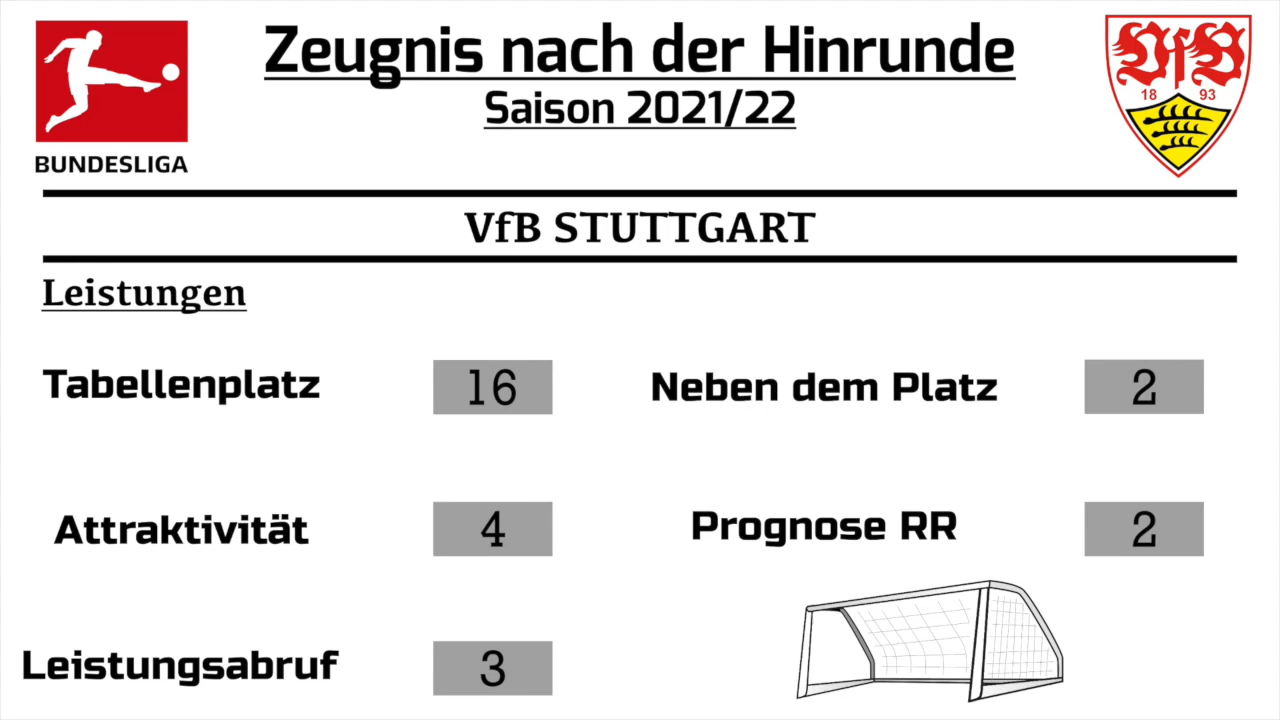 Zeugnis nach der Hinrunde
Saison 2021/22
BUNDESLIGA
VfB
18 93
VfB STUTTGART
Leistungen
Tabellenplatz 16
Neben dem Platz 2
Attraktivität 4
Prognose RR 2
Leistungsabruf 3